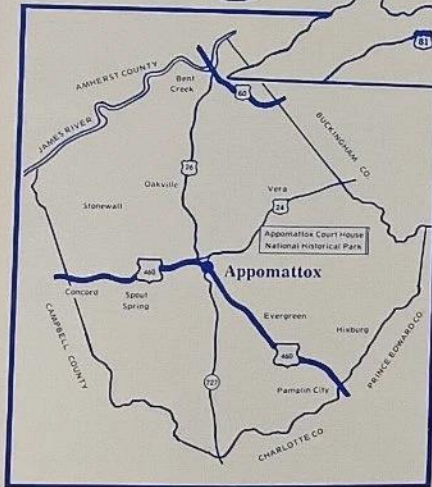 81
AMHERST COUNTY
Bent
Creek
60
JAMES RIVER
BUCKINGHAM CO.
26
Oakville
Vera
24
Stonewall
Appomattox Court House
National Historical Park
460
Appomattox
Concord
Spout
Spring
Evergreen
Hixburg
CAMPBELL COUNTY
460
PRINCE EDWARD CO.
727
Pamplin City
CHARLOTTE CO.